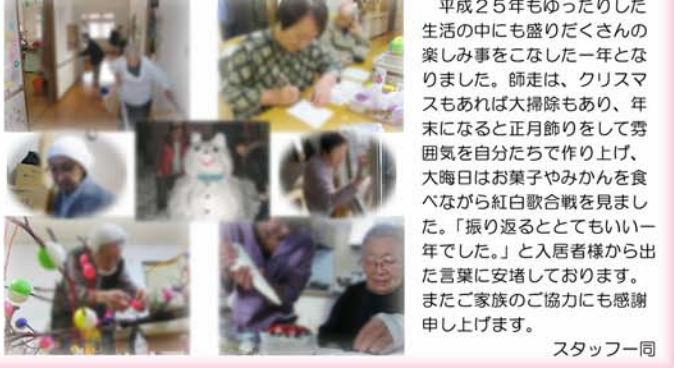 平成２５年もゆったりした
生活の中にも盛りだくさんの
楽しみ事をこなした一年とな
りました。師走は、クリスマ
スもあれば大掃除もあり、年
末になると正月飾りをして雰
囲気を自分たちで作り上げ、
大晦日はお菓子やみかんを食
べながら紅白歌合戦を見まし
た。「振り返るととてもいい一
年でした。」と入居者様から出
た言葉に安堵しております。
またご家族のご協力にも感謝
申し上げます。
スタッフ一同